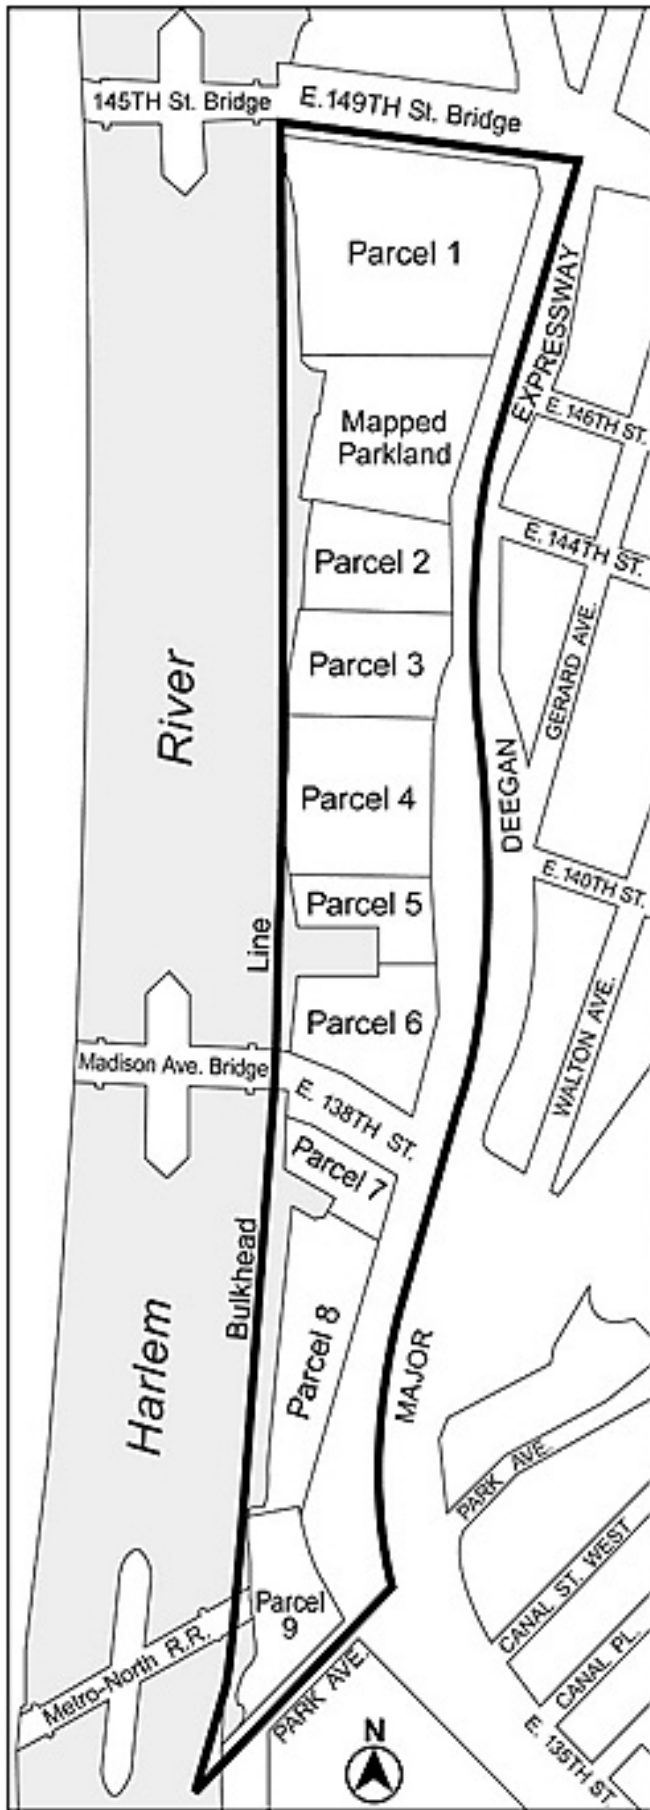 145TH St. Bridge
E. 149TH St. Bridge
Parcel 1
EXPRESSWAY
E. 146TH ST.
Mapped
Parkland
E. 144TH ST.
Parcel 2
GERARD AVE.
Parcel 3
River
DEEGAN
Parcel 4
E. 140TH ST.
Parcel 5
Line
WALTON AVE.
Parcel 6
Madison Ave. Bridge
E. 138TH ST.
Parcel 7
Bulkhead
Harlem
Parcel 8
MAJOR
PARK AVE.
CANAL ST. WEST
Parcel
9
Metro-North R.R.
PARK AVE.
CANAL PL.
E. 135TH ST.
N